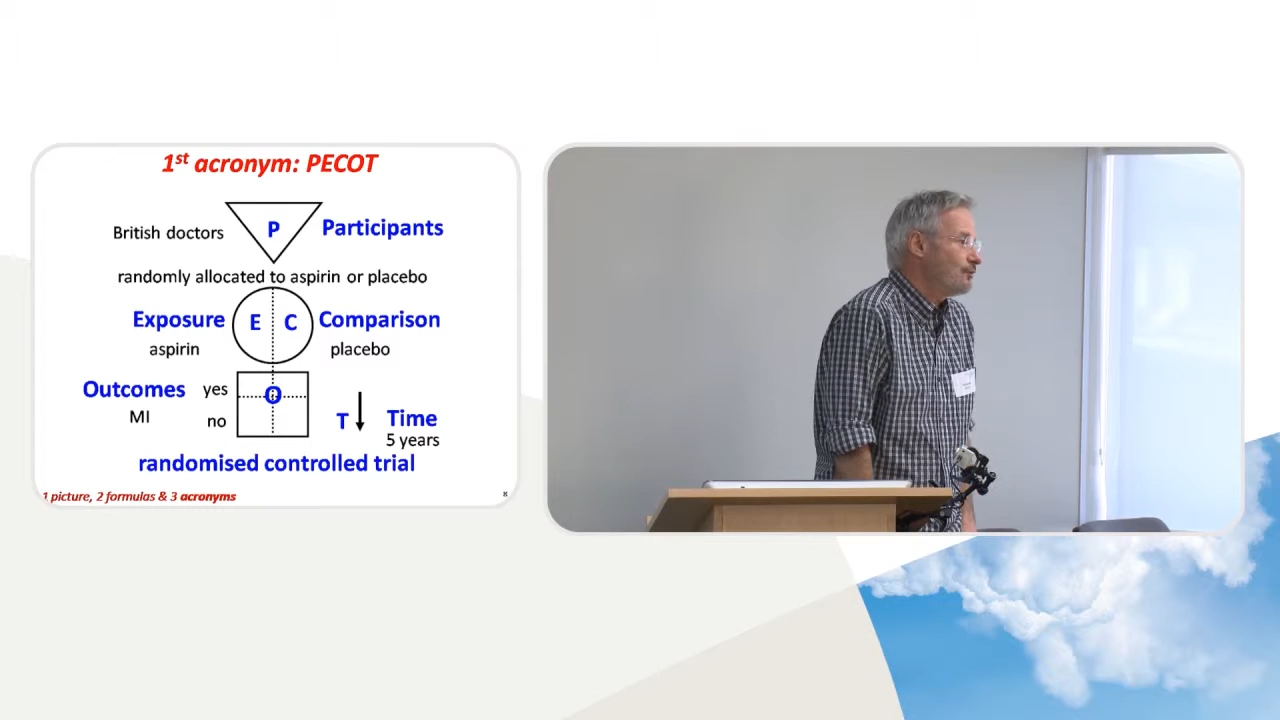 1st acronym: PECOT
British doctors P Participants
randomly allocated to aspirin or placebo
Exposure E C Comparison
aspirin placebo
Outcomes yes O
MI no T Time
5 years
randomised controlled trial
1 picture, 2 formulas & 3 acronyms 8